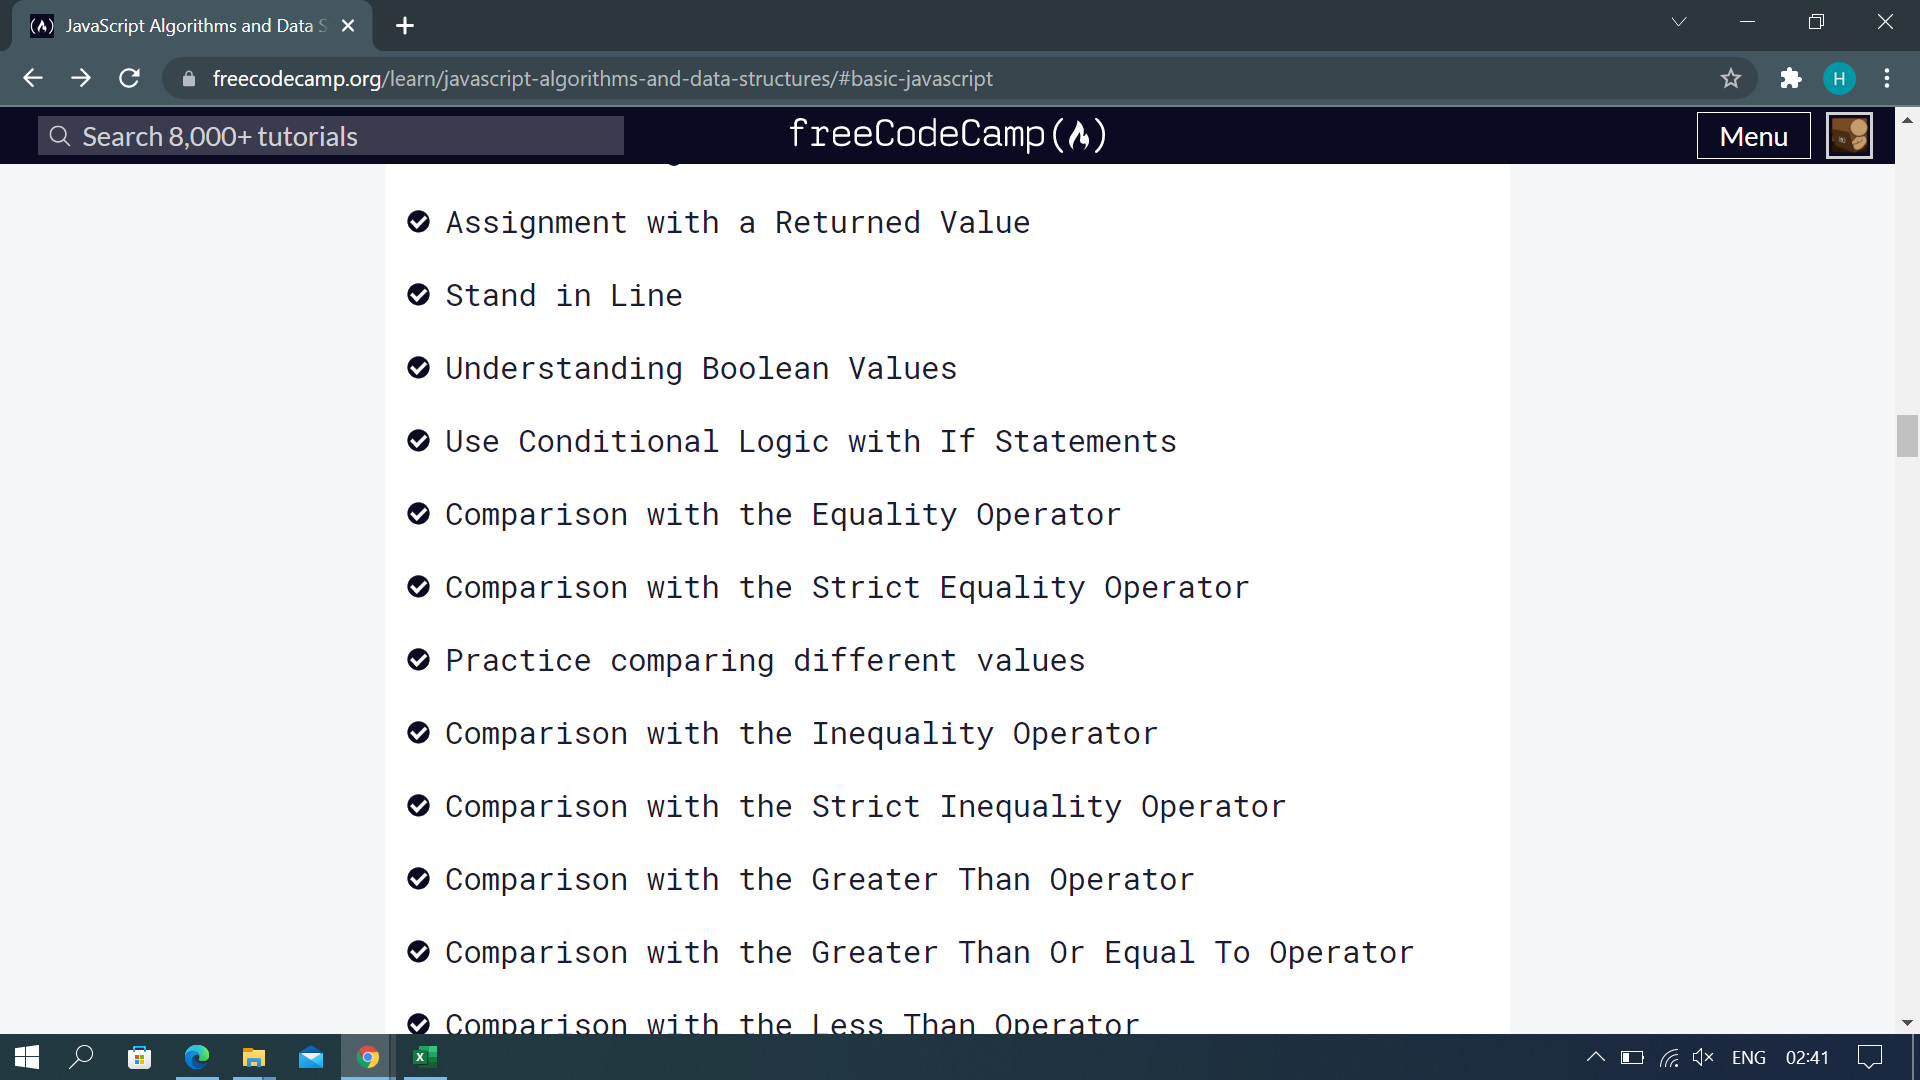 JavaScript Algorithms and Data S
freecodecamp.org/learn/javascript-algorithms-and-data-structures/#basic-javascript
H
Search 8,000+ tutorials
freeCodeCamp
Menu
Assignment with a Returned Value
Stand in Line
Understanding Boolean Values
Use Conditional Logic with If Statements
Comparison with the Equality Operator
Comparison with the Strict Equality Operator
Practice comparing different values
Comparison with the Inequality Operator
Comparison with the Strict Inequality Operator
Comparison with the Greater Than Operator
Comparison with the Greater Than Or Equal To Operator
Comparison with the Less Than Operator
ENG 02:41